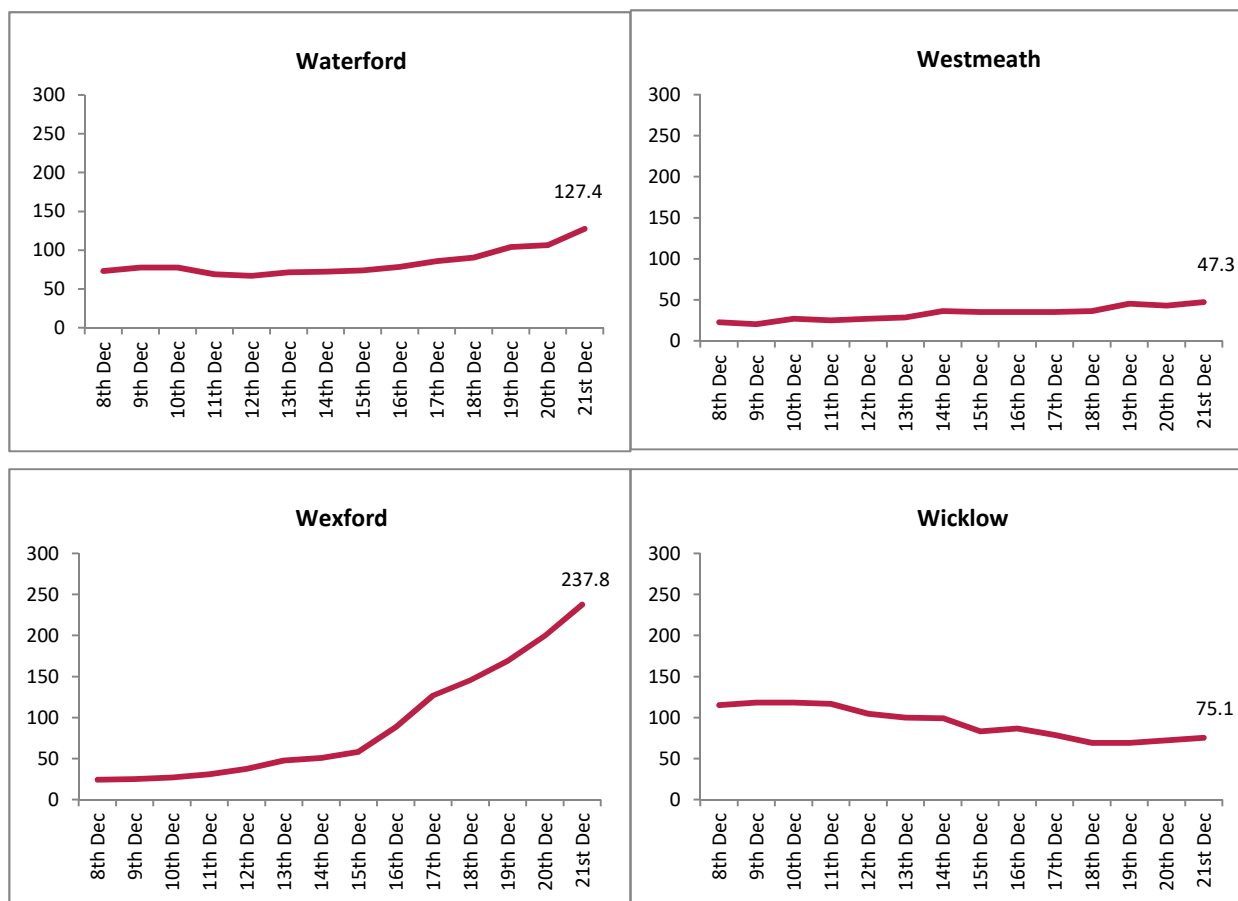 Waterford
300
250
200
150
100
50
0
127.4
8th Dec
9th Dec
10th Dec
11th Dec
12th Dec
13th Dec
14th Dec
15th Dec
16th Dec
17th Dec
18th Dec
19th Dec
20th Dec
21st Dec
Westmeath
300
250
200
150
100
50
0
47.3
8th Dec
9th Dec
10th Dec
11th Dec
12th Dec
13th Dec
14th Dec
15th Dec
16th Dec
17th Dec
18th Dec
19th Dec
20th Dec
21st Dec
Wexford
300
250
200
150
100
50
0
237.8
8th Dec
9th Dec
10th Dec
11th Dec
12th Dec
13th Dec
14th Dec
15th Dec
16th Dec
17th Dec
18th Dec
19th Dec
20th Dec
21st Dec
Wicklow
300
250
200
150
100
50
0
75.1
8th Dec
9th Dec
10th Dec
11th Dec
12th Dec
13th Dec
14th Dec
15th Dec
16th Dec
17th Dec
18th Dec
19th Dec
20th Dec
21st Dec